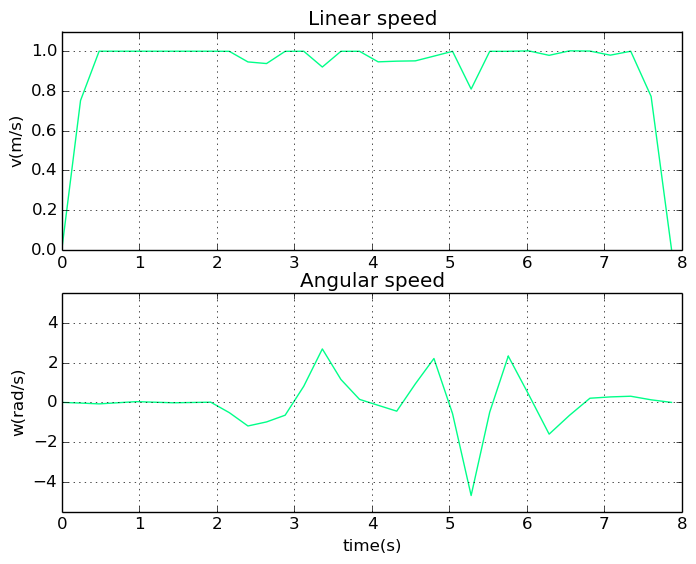 Linear speed
1.0
0.8
0.6
0.4
0.2
0.0
v(m/s)
0 1 2 3 4 5 6 7 8
Angular speed
4
2
0
−2
−4
w(rad/s)
0 1 2 3 4 5 6 7 8
time(s)